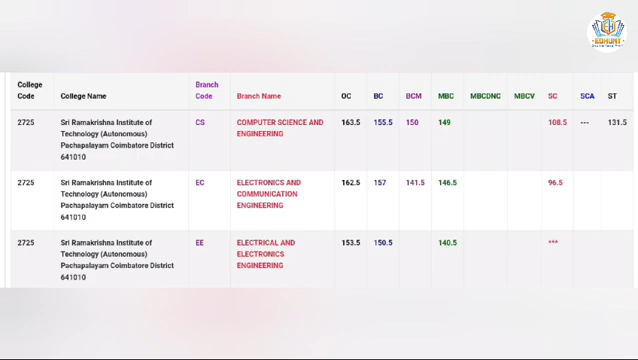 EDHUNT
College Code College Name Branch Code Branch Name OC BC BCM MBC MBCDNC MBCV SC SCA ST
2725 Sri Ramakrishna Institute of CS COMPUTER SCIENCE AND 163.5 155.5 150 149 108.5 --- 131.5
Technology (Autonomous) ENGINEERING
Pachapalayam Coimbatore District
641010
2725 Sri Ramakrishna Institute of EC ELECTRONICS AND 162.5 157 141.5 146.5 96.5
Technology (Autonomous) COMMUNICATION
Pachapalayam Coimbatore District ENGINEERING
641010
2725 Sri Ramakrishna Institute of EE ELECTRICAL AND 153.5 150.5 140.5 ***
Technology (Autonomous) ELECTRONICS
Pachapalayam Coimbatore District ENGINEERING
641010